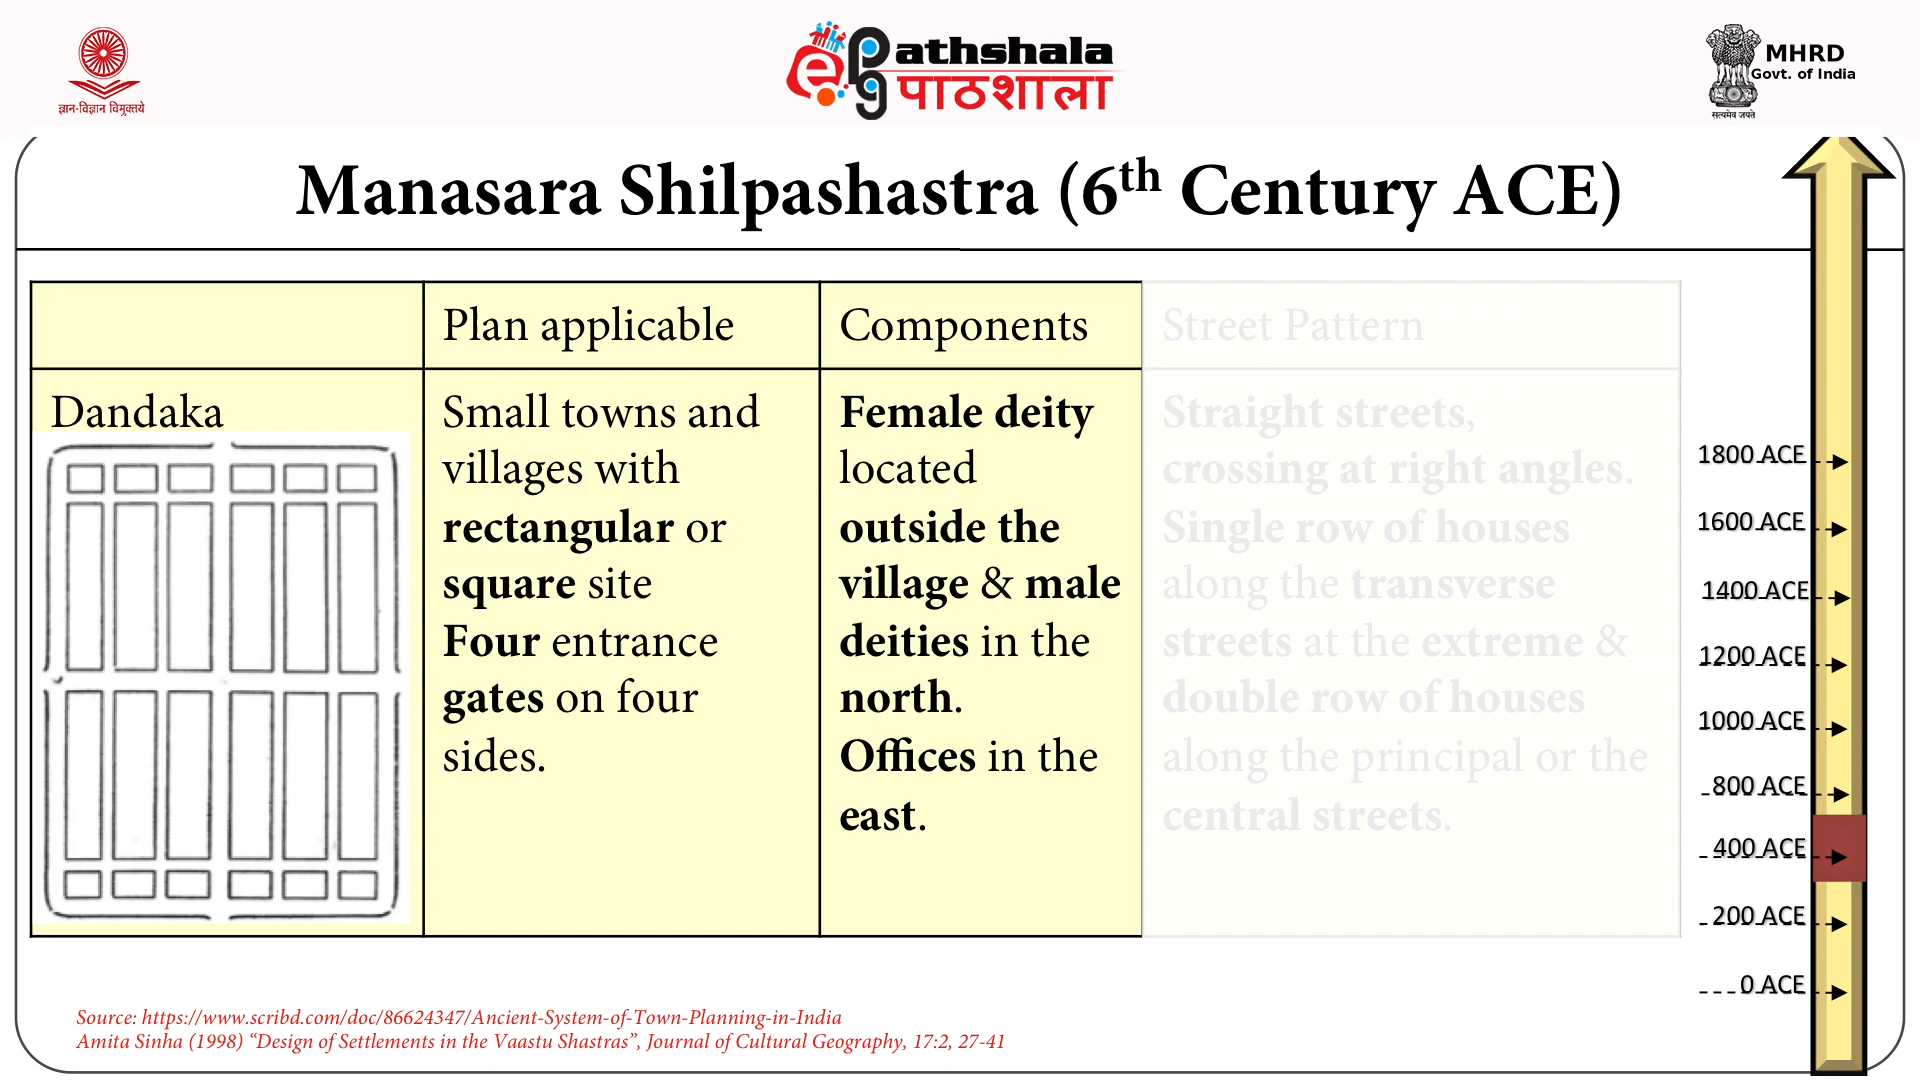 ज्ञान-विज्ञान विमुक्तये
ePG athshala
पाठशाला
MHRD
Govt. of India
सत्यमेव जयते
Manasara Shilpashastra (6th Century ACE)
Plan applicable
Components
Street Pattern
Dandaka
Small towns and
villages with
rectangular or
square site
Four entrance
gates on four
sides.
Female deity
located
outside the
village & male
deities in the
north.
Offices in the
east.
Straight streets,
crossing at right angles.
Single row of houses
along the transverse
streets at the extreme &
double row of houses
along the principal or the
central streets.
1800 ACE
1600 ACE
1400 ACE
1200 ACE
1000 ACE
800 ACE
400 ACE
200 ACE
0 ACE
Source: https://www.scribd.com/doc/86624347/Ancient-System-of-Town-Planning-in-India
Amita Sinha (1998) “Design of Settlements in the Vaastu Shastras”, Journal of Cultural Geography, 17:2, 27-41